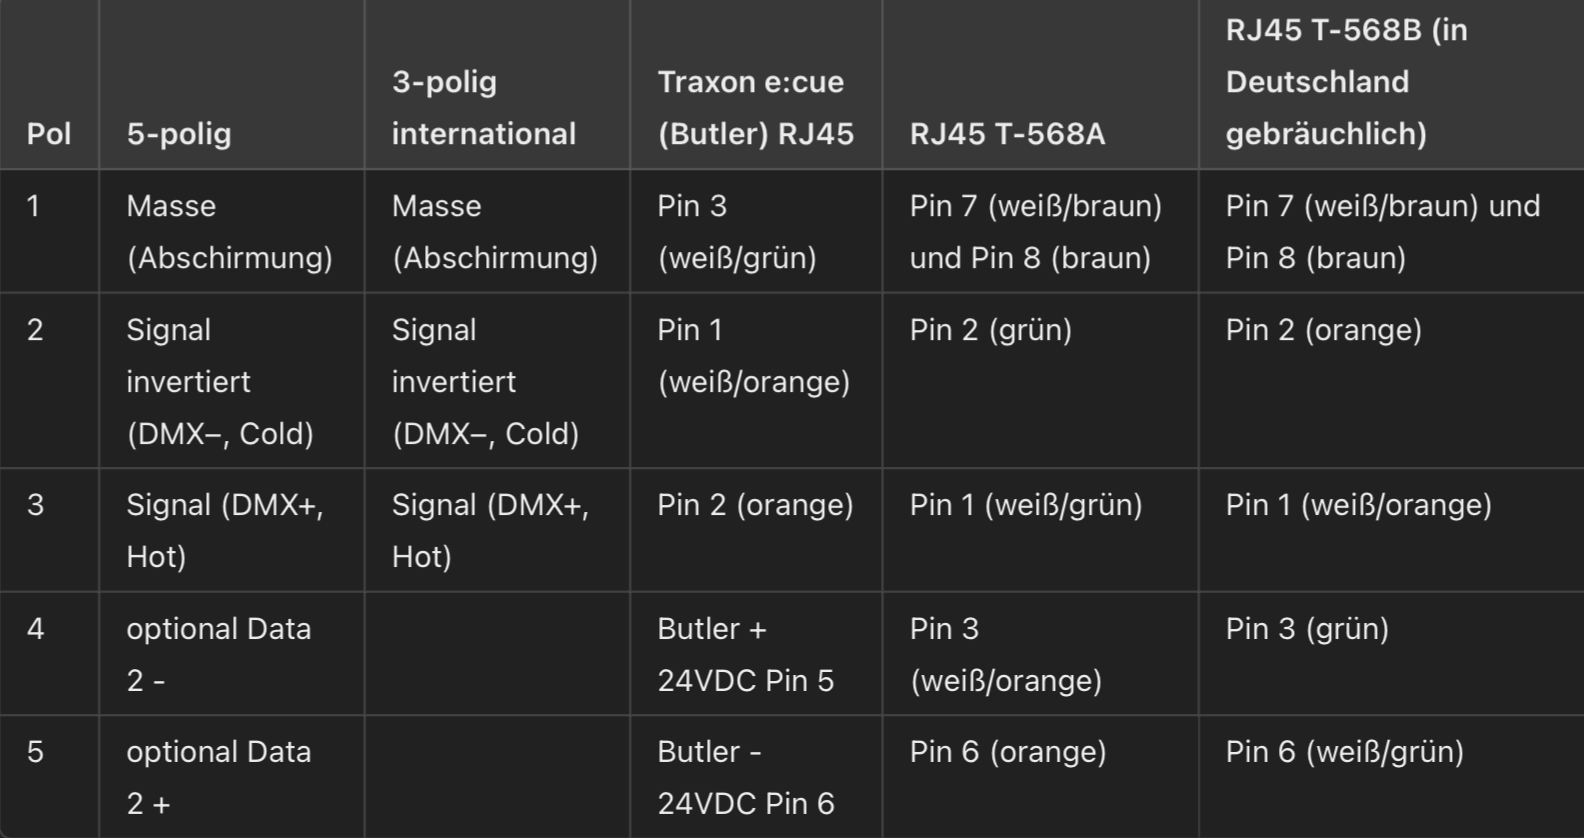 Pol
5-polig
3-polig
international
Traxon e:cue
(Butler) RJ45
RJ45 T-568A
RJ45 T-568B (in
Deutschland
gebräuchlich)
1
Masse
(Abschirmung)
Masse
(Abschirmung)
Pin 3
(weiß/grün)
Pin 7 (weiß/braun)
und Pin 8 (braun)
Pin 7 (weiß/braun) und
Pin 8 (braun)
2
Signal
invertiert
(DMX–, Cold)
Signal
invertiert
(DMX–, Cold)
Pin 1
(weiß/orange)
Pin 2 (grün)
Pin 2 (orange)
3
Signal (DMX+,
Hot)
Signal (DMX+,
Hot)
Pin 2 (orange)
Pin 1 (weiß/grün)
Pin 1 (weiß/orange)
4
optional Data
2 -
Butler +
24VDC Pin 5
Pin 3
(weiß/orange)
Pin 3 (grün)
5
optional Data
2 +
Butler -
24VDC Pin 6
Pin 6 (orange)
Pin 6 (weiß/grün)